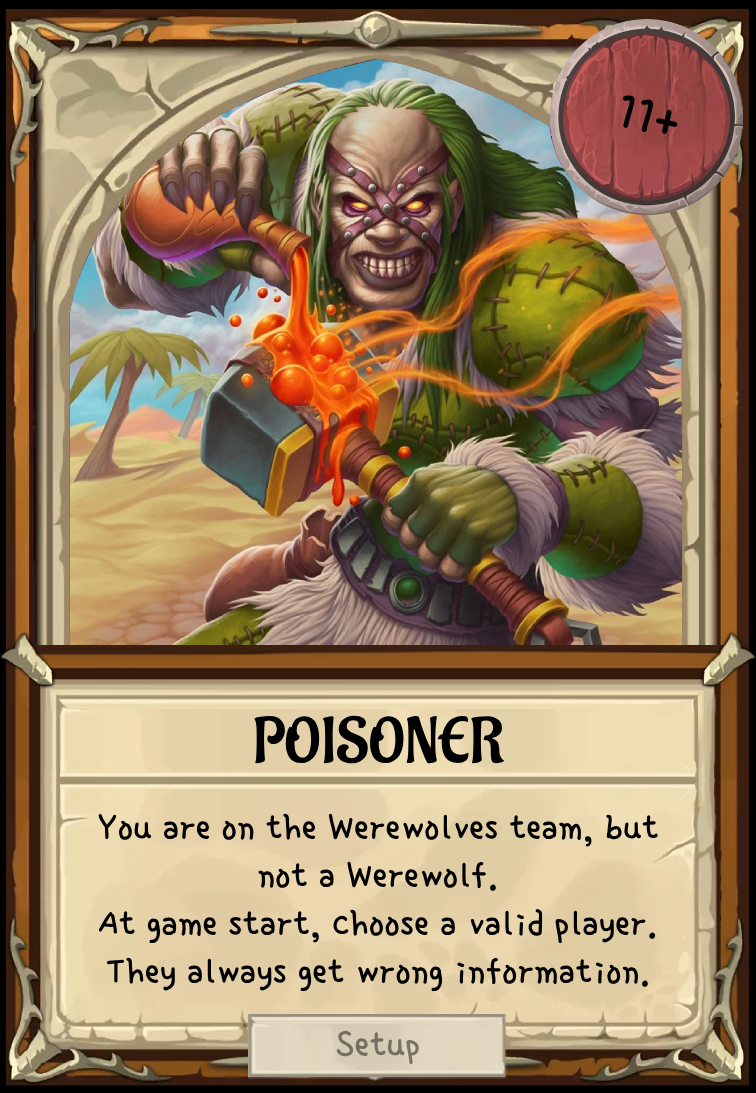 11+
POISONER
You are on the Werewolves team, but
not a Werewolf.
At game start, choose a valid player.
They always get wrong information.
Setup